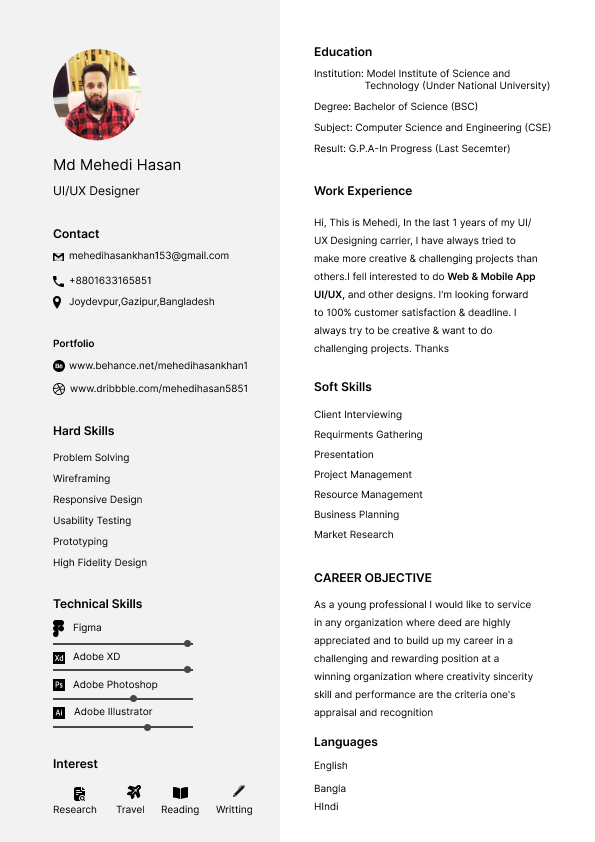 Md Mehedi Hasan
UI/UX Designer
Contact
mehedihasankhan153@gmail.com
+8801633165851
Joydevpur,Gazipur,Bangladesh
Portfolio
Bē www.behance.net/mehedihasankhan1
www.dribbble.com/mehedihasan5851
Hard Skills
Problem Solving
Wireframing
Responsive Design
Usability Testing
Prototyping
High Fidelity Design
Technical Skills
Figma
Xd Adobe XD
Ps Adobe Photoshop
Ai Adobe Illustrator
Interest
Research Travel Reading Writting
Education
Institution: Model Institute of Science and
Technology (Under National University)
Degree: Bachelor of Science (BSC)
Subject: Computer Science and Engineering (CSE)
Result: G.P.A-In Progress (Last Secemter)
Work Experience
Hi, This is Mehedi, In the last 1 years of my UI/
UX Designing carrier, I have always tried to
make more creative & challenging projects than
others.I fell interested to do Web & Mobile App
UI/UX, and other designs. I'm looking forward
to 100% customer satisfaction & deadline. I
always try to be creative & want to do
challenging projects. Thanks
Soft Skills
Client Interviewing
Requirments Gathering
Presentation
Project Management
Resource Management
Business Planning
Market Research
CAREER OBJECTIVE
As a young professional I would like to service
in any organization where deed are highly
appreciated and to build up my career in a
challenging and rewarding position at a
winning organization where creativity sincerity
skill and performance are the criteria one's
appraisal and recognition
Languages
English
Bangla
HIndi